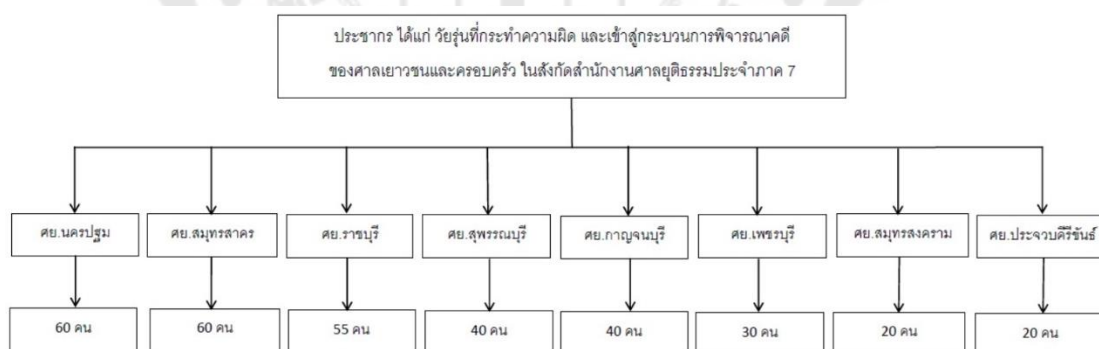 ประชากร ได้แก่ วัยรุ่นที่กระทำความผิด และเข้าสู่กระบวนการพิจารณาคดี
ของศาลเยาวชนและครอบครัว ในสังกัดสำนักงานศาลยุติธรรมประจำภาค 7
ศย.นครปฐม
ศย.สมุทรสาคร
ศย.ราชบุรี
ศย.สุพรรณบุรี
ศย.กาญจนบุรี
ศย.เพชรบุรี
ศย.สมุทรสงคราม
ศย.ประจวบคีรีขันธ์
60 คน
60 คน
55 คน
40 คน
40 คน
30 คน
20 คน
20 คน